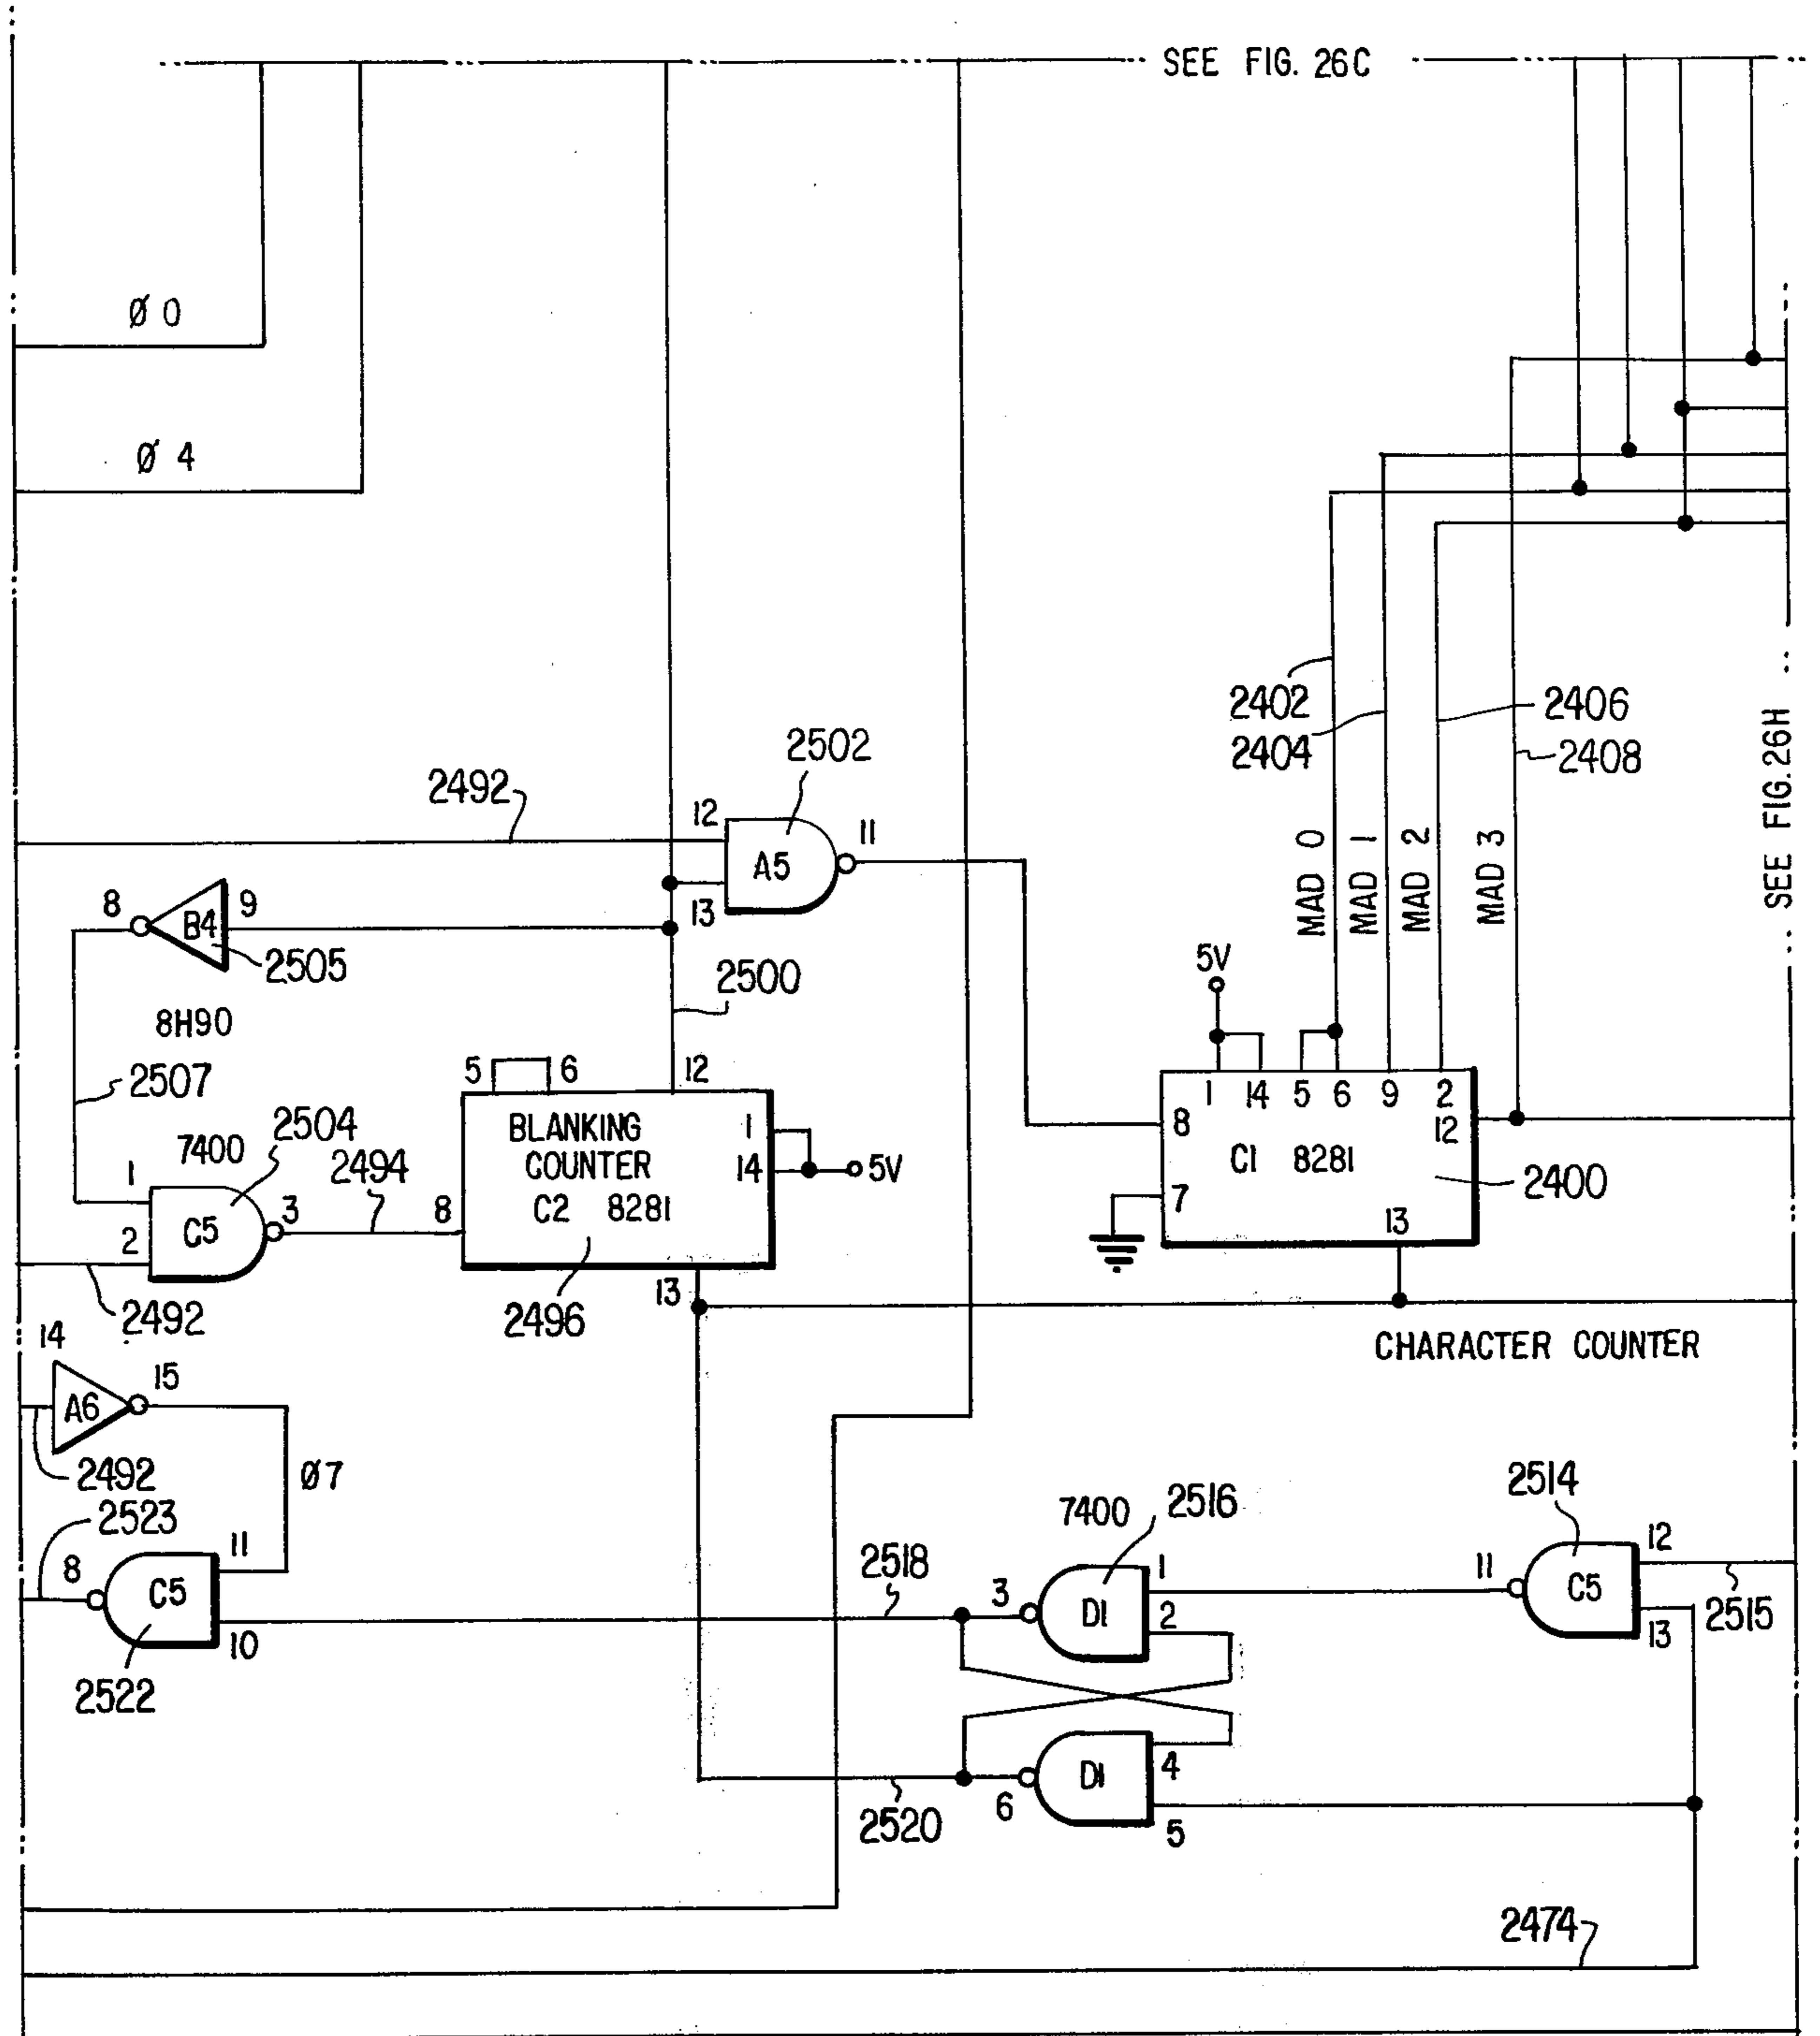 SEE FIG. 26C
Ø 0
Ø 4
2402
2404
2406
2408
SEE FIG. 26H
2502
2492
12
11
A5
13
MAD 0
MAD 1
MAD 2
MAD 3
8
9
B4
2505
2500
5V
8H90
5
6
12
2507
2504
7400
2494
BLANKING
COUNTER
C2 8281
1
14
5V
1
14
5
6
9
2
12
8
C1 8281
7
13
2400
1
2
3
C5
8
13
2492
2496
CHARACTER COUNTER
14
15
A6
2492
Ø7
2523
8
11
C5
10
2522
2518
7400
2516
2514
3
1
D1
2
11
12
C5
13
2515
4
D1
6
5
2520
2474